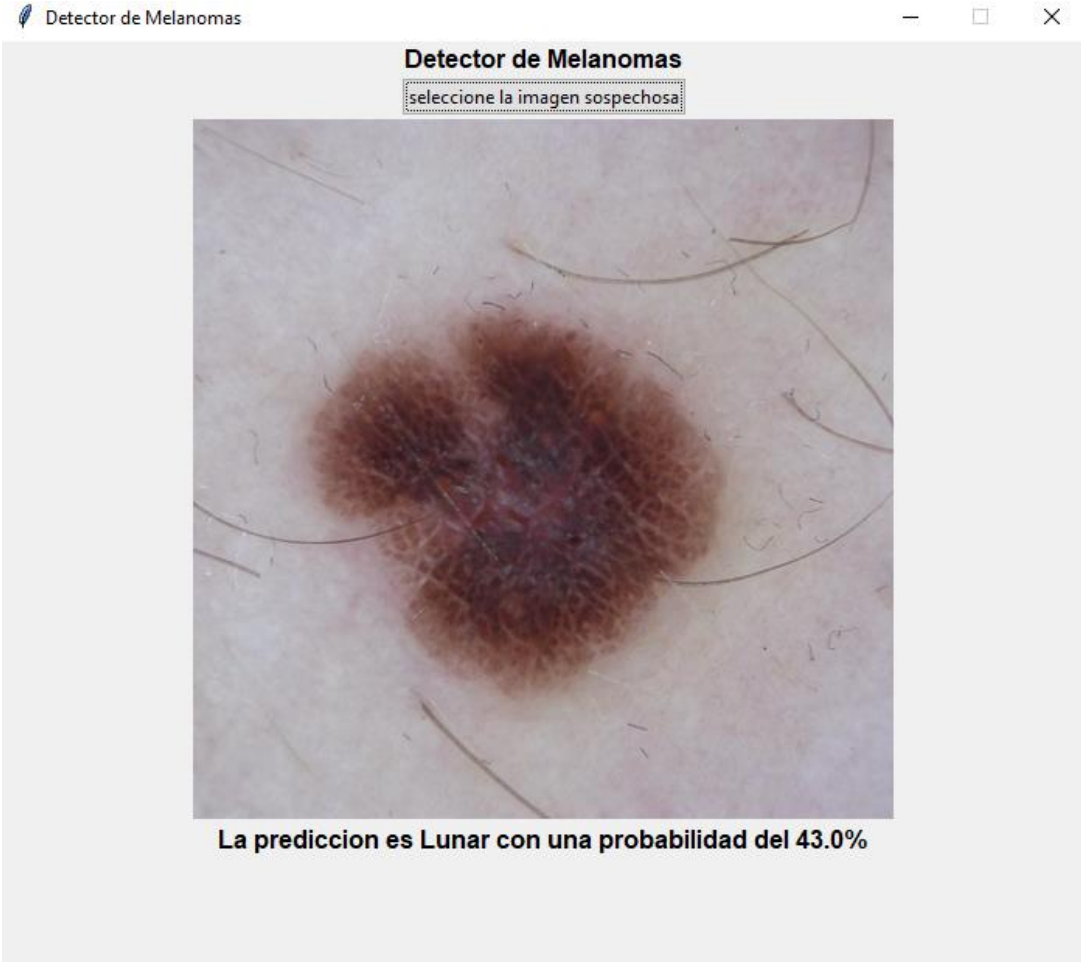 Detector de Melanomas
Detector de Melanomas
seleccione la imagen sospechosa
La prediccion es Lunar con una probabilidad del 43.0%